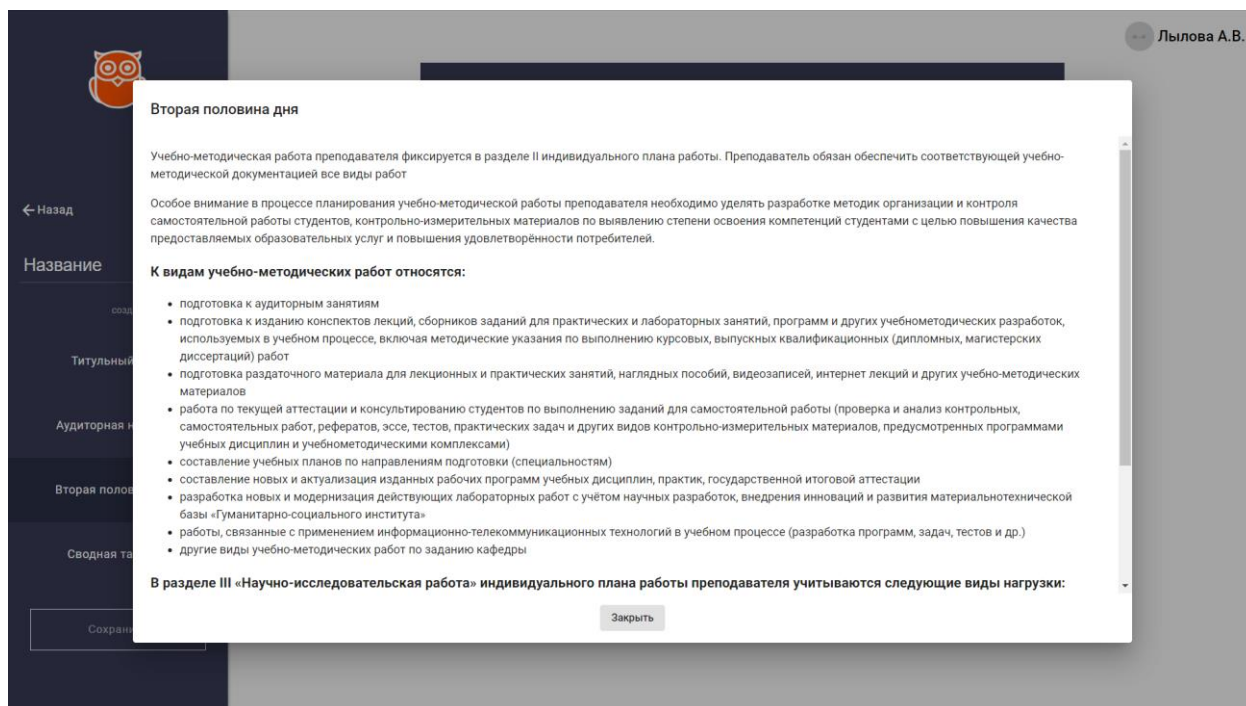 Лылова А.В.
Вторая половина дня
Учебно-методическая работа преподавателя фиксируется в разделе II индивидуального плана работы. Преподаватель обязан обеспечить соответствующей учебно-
методической документацией все виды работ
Особое внимание в процессе планирования учебно-методической работы преподавателя необходимо уделять разработке методик организации и контроля
самостоятельной работы студентов, контрольно-измерительных материалов по выявлению степени освоения компетенций студентами с целью повышения качества
предоставляемых образовательных услуг и повышения удовлетворённости потребителей.
К видам учебно-методических работ относятся:
• подготовка к аудиторным занятиям
• подготовка к изданию конспектов лекций, сборников заданий для практических и лабораторных занятий, программ и других учебнометодических разработок,
используемых в учебном процессе, включая методические указания по выполнению курсовых, выпускных квалификационных (дипломных, магистерских
диссертаций) работ
• подготовка раздаточного материала для лекционных и практических занятий, наглядных пособий, видеозаписей, интернет лекций и других учебно-методических
материалов
• работа по текущей аттестации и консультированию студентов по выполнению заданий для самостоятельной работы (проверка и анализ контрольных,
самостоятельных работ, рефератов, эссе, тестов, практических задач и других видов контрольно-измерительных материалов, предусмотренных программами
учебных дисциплин и учебнометодическими комплексами)
• составление учебных планов по направлениям подготовки (специальностям)
• составление новых и актуализация изданных рабочих программ учебных дисциплин, практик, государственной итоговой аттестации
• разработка новых и модернизация действующих лабораторных работ с учётом научных разработок, внедрения инноваций и развития материальнотехнической
базы «Гуманитарно-социального института»
• работы, связанные с применением информационно-телекоммуникационных технологий в учебном процессе (разработка программ, задач, тестов и др.)
• другие виды учебно-методических работ по заданию кафедры
В разделе III «Научно-исследовательская работа» индивидуального плана работы преподавателя учитываются следующие виды нагрузки:
Закрыть
Назад
Название
созд
Титульный
Аудиторная н
Вторая полов
Сводная та
Сохрани